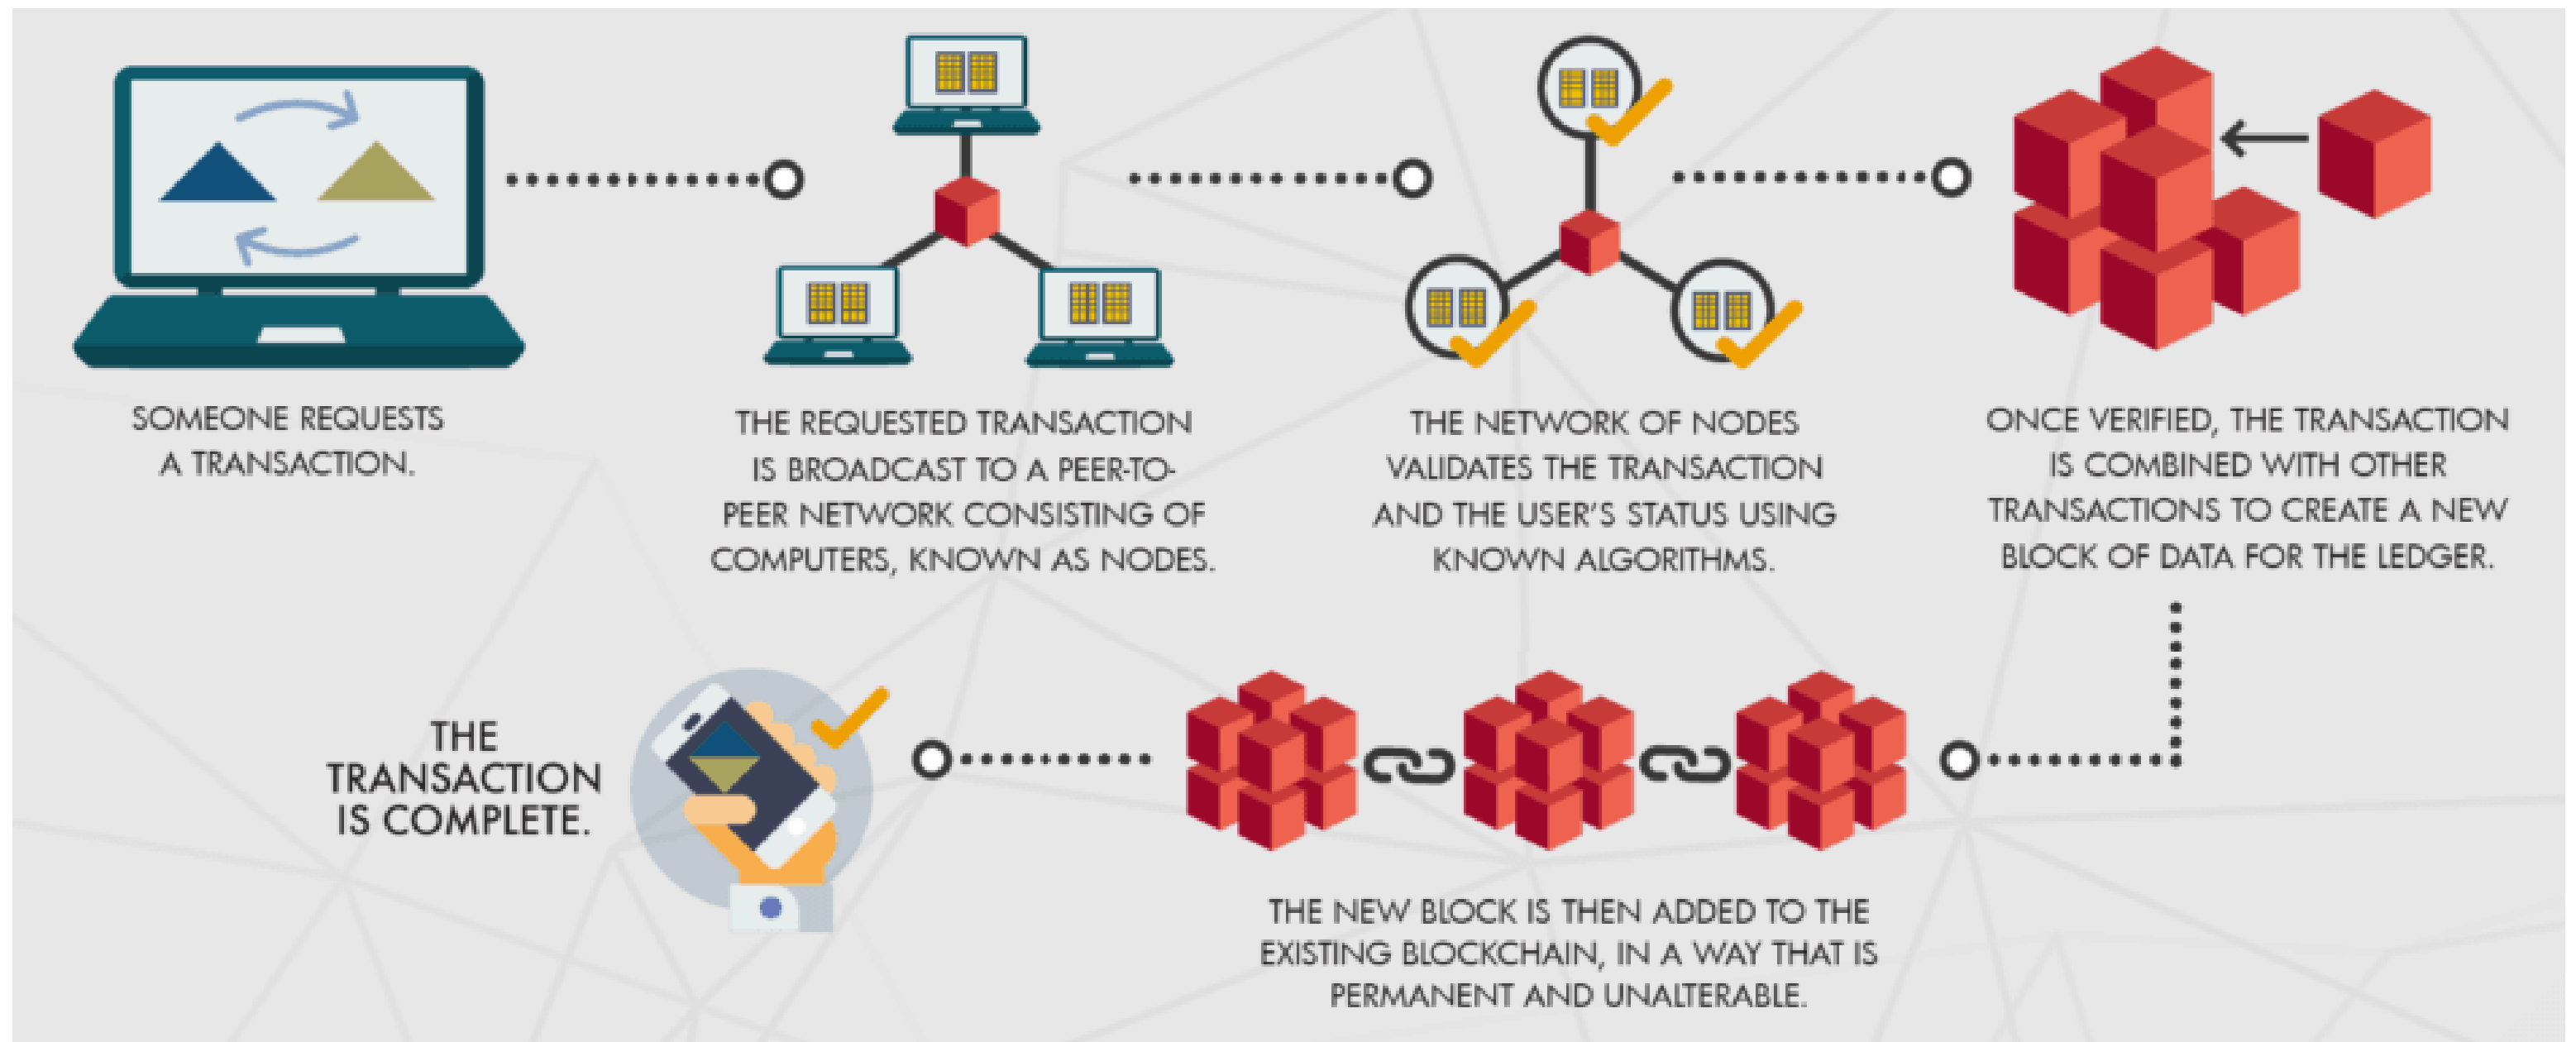 SOMEONE REQUESTS
A TRANSACTION.
THE REQUESTED TRANSACTION
IS BROADCAST TO A PEER-TO-
PEER NETWORK CONSISTING OF
COMPUTERS, KNOWN AS NODES.
THE NETWORK OF NODES
VALIDATES THE TRANSACTION
AND THE USER'S STATUS USING
KNOWN ALGORITHMS.
ONCE VERIFIED, THE TRANSACTION
IS COMBINED WITH OTHER
TRANSACTIONS TO CREATE A NEW
BLOCK OF DATA FOR THE LEDGER.
THE NEW BLOCK IS THEN ADDED TO THE
EXISTING BLOCKCHAIN, IN A WAY THAT IS
PERMANENT AND UNALTERABLE.
THE
TRANSACTION
IS COMPLETE.